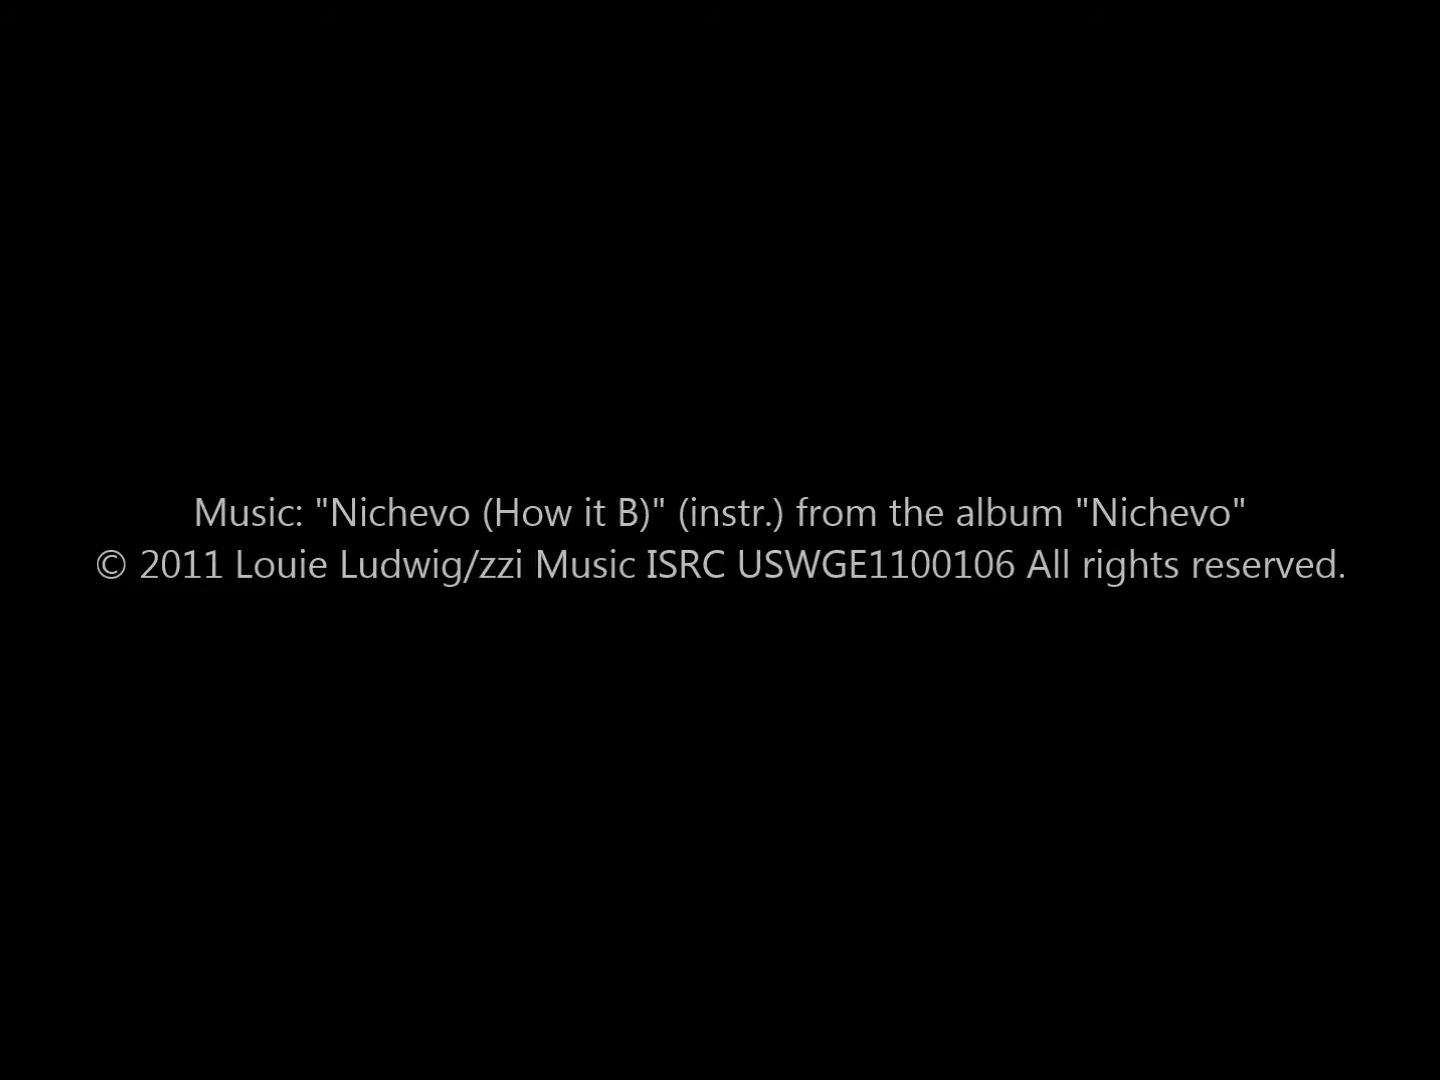 Music: "Nichevo (How it B)" (instr.) from the album "Nichevo"
© 2011 Louie Ludwig/zzi Music ISRC USWGE1100106 All rights reserved.